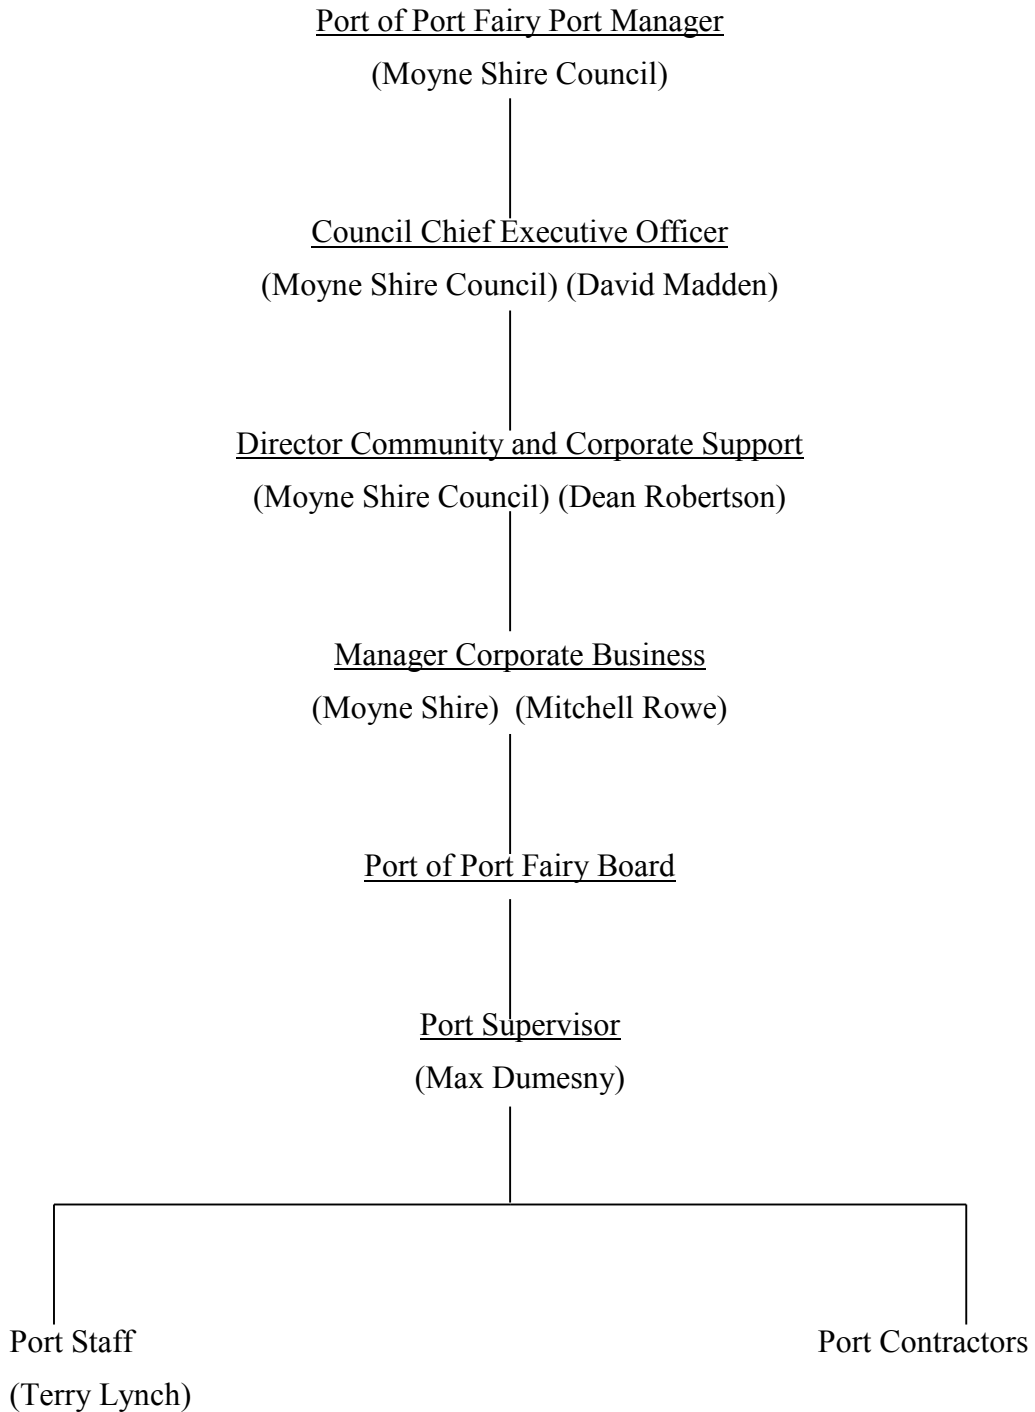 Port of Port Fairy Port Manager
(Moyne Shire Council)
Council Chief Executive Officer
(Moyne Shire Council) (David Madden)
Director Community and Corporate Support
(Moyne Shire Council) (Dean Robertson)
Manager Corporate Business
(Moyne Shire)  (Mitchell Rowe)
Port of Port Fairy Board
Port Supervisor
(Max Dumesny)
Port Staff
(Terry Lynch)
Port Contractors